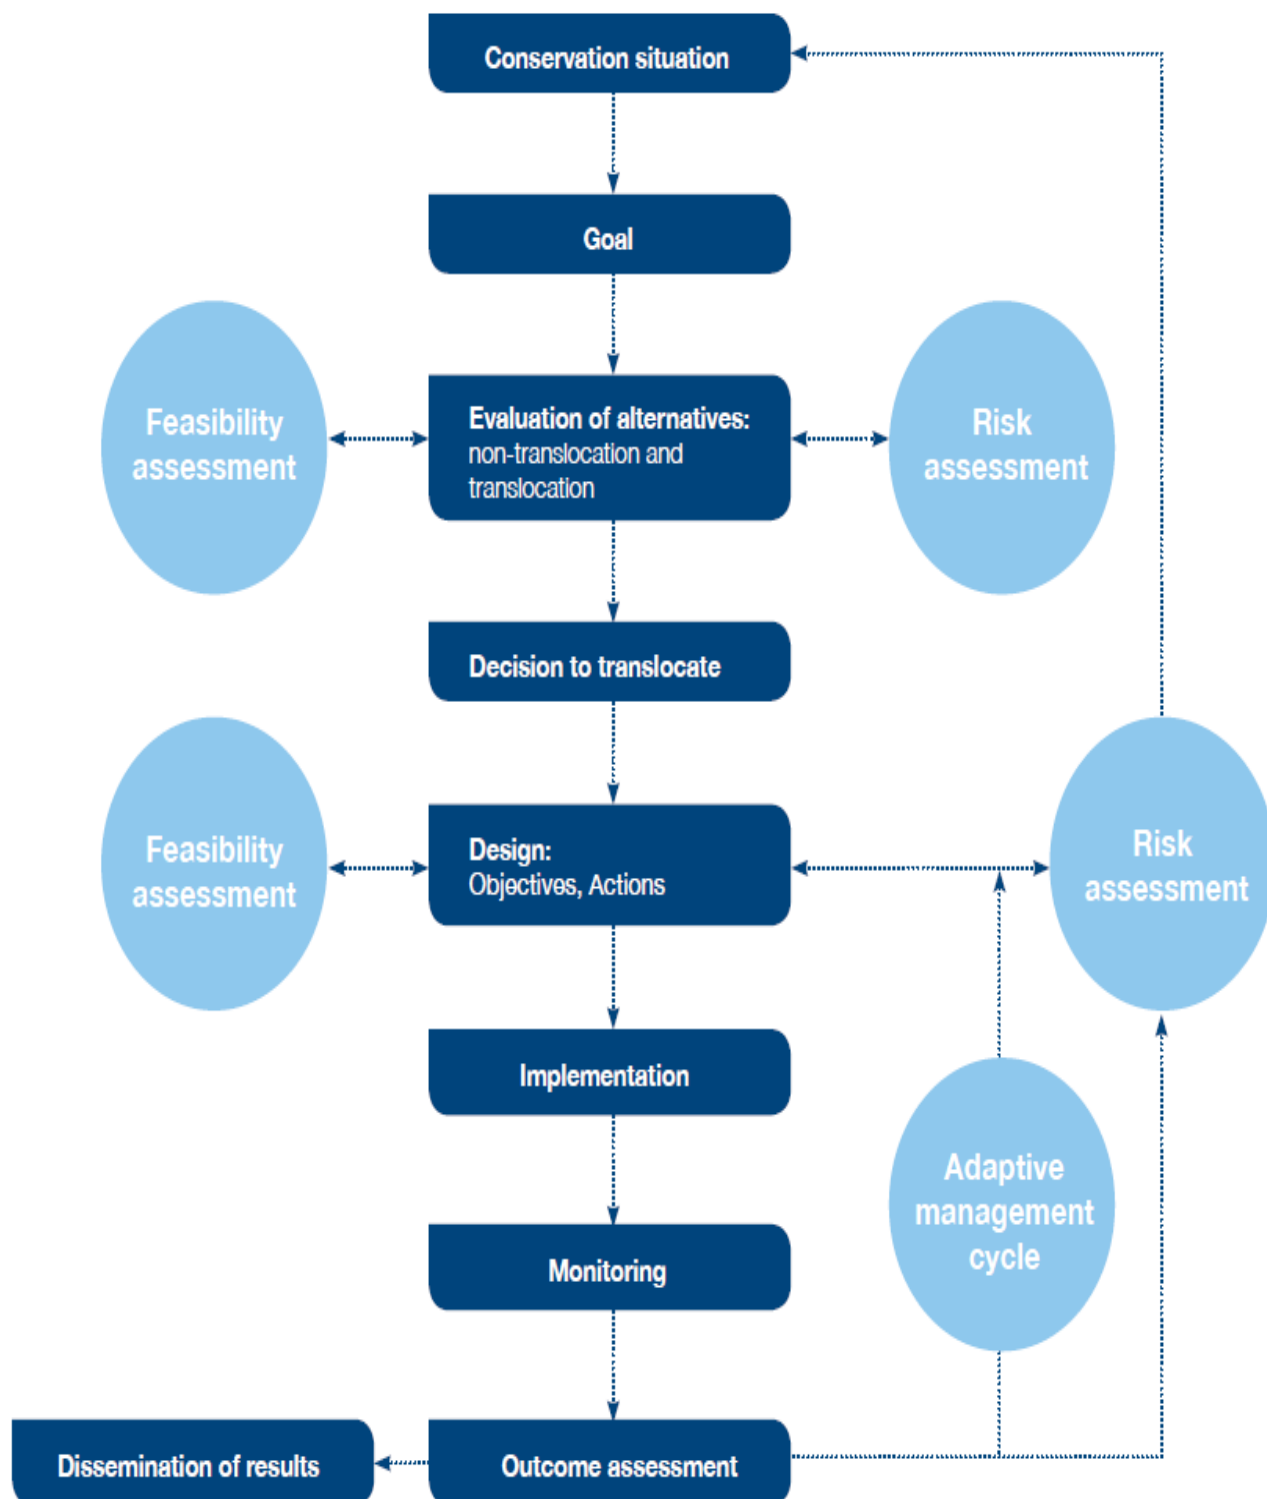 Conservation situation
Goal
Feasibility
assessment
Evaluation of alternatives:
non-translocation and
translocation
Risk
assessment
Decision to translocate
Feasibility
assessment
Design:
Objectives, Actions
Risk
assessment
Implementation
Adaptive
management
cycle
Monitoring
Dissemination of results
Outcome assessment